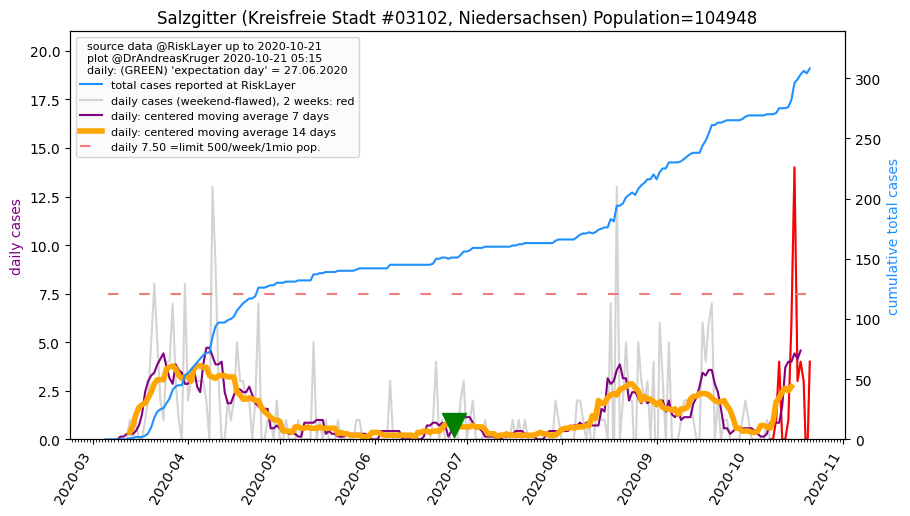 Salzgitter (Kreisfreie Stadt #03102, Niedersachsen) Population=104948
source data @RiskLayer up to 2020-10-21
plot @DrAndreasKruger 2020-10-21 05:15
daily: (GREEN) 'expectation day' = 27.06.2020
total cases reported at RiskLayer
daily cases (weekend-flawed), 2 weeks: red
daily: centered moving average 7 days
daily: centered moving average 14 days
daily 7.50 =limit 500/week/1mio pop.
daily cases
20.0
17.5
15.0
12.5
10.0
7.5
5.0
2.5
0.0
cumulative total cases
300
250
200
150
100
50
0
2020-03
2020-04
2020-05
2020-06
2020-07
2020-08
2020-09
2020-10
2020-11